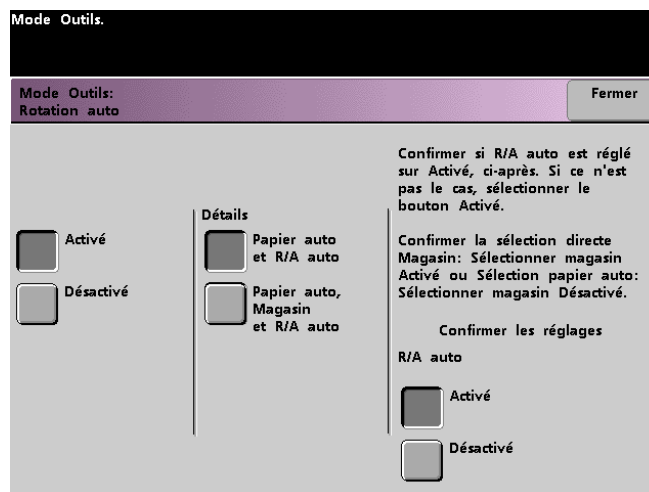 Mode Outils.
Mode Outils:
Rotation auto
Fermer
Activé
Désactivé
Détails
Papier auto
et R/A auto
Papier auto,
Magasin
et R/A auto
Confirmer si R/A auto est réglé
sur Activé, ci-après. Si ce n'est
pas le cas, sélectionner le
bouton Activé.
Confirmer la sélection directe
Magasin: Sélectionner magasin
Activé ou Sélection papier auto:
Sélectionner magasin Désactivé.
Confirmer les réglages
R/A auto
Activé
Désactivé